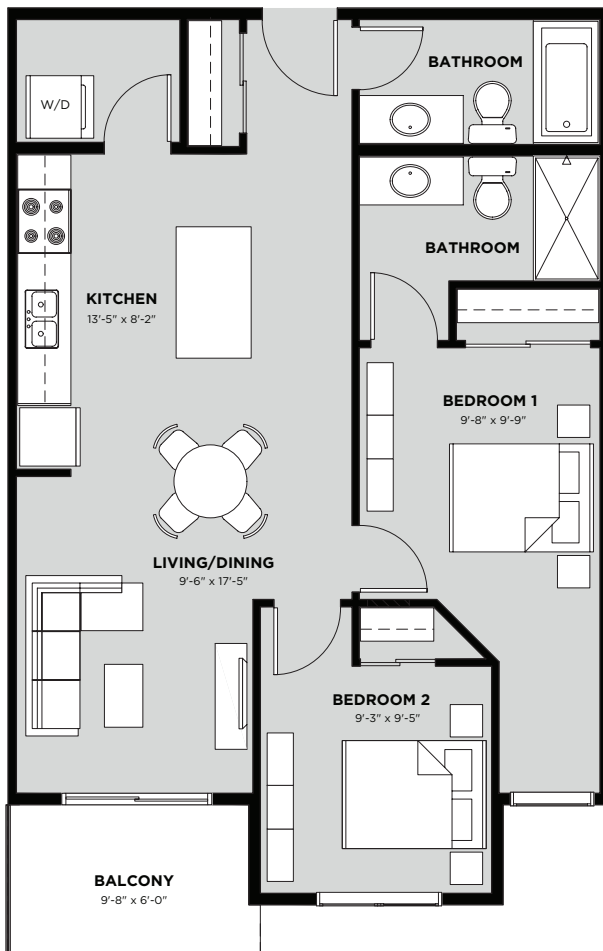 BATHROOM
W/D
BATHROOM
KITCHEN
13'-5" x 8'-2"
BEDROOM 1
9'-8" x 9'-9"
LIVING/DINING
9'-6" x 17'-5"
BEDROOM 2
9'-3" x 9'-5"
BALCONY
9'-8" x 6'-0"